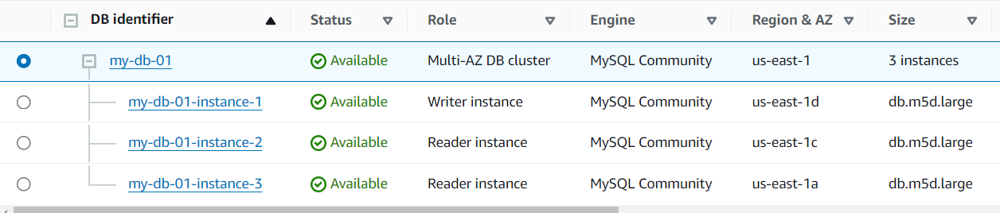 DB identifier Status Role Engine Region & AZ Size
my-db-01 Available Multi-AZ DB cluster MySQL Community us-east-1 3 instances
my-db-01-instance-1 Available Writer instance MySQL Community us-east-1d db.m5d.large
my-db-01-instance-2 Available Reader instance MySQL Community us-east-1c db.m5d.large
my-db-01-instance-3 Available Reader instance MySQL Community us-east-1a db.m5d.large